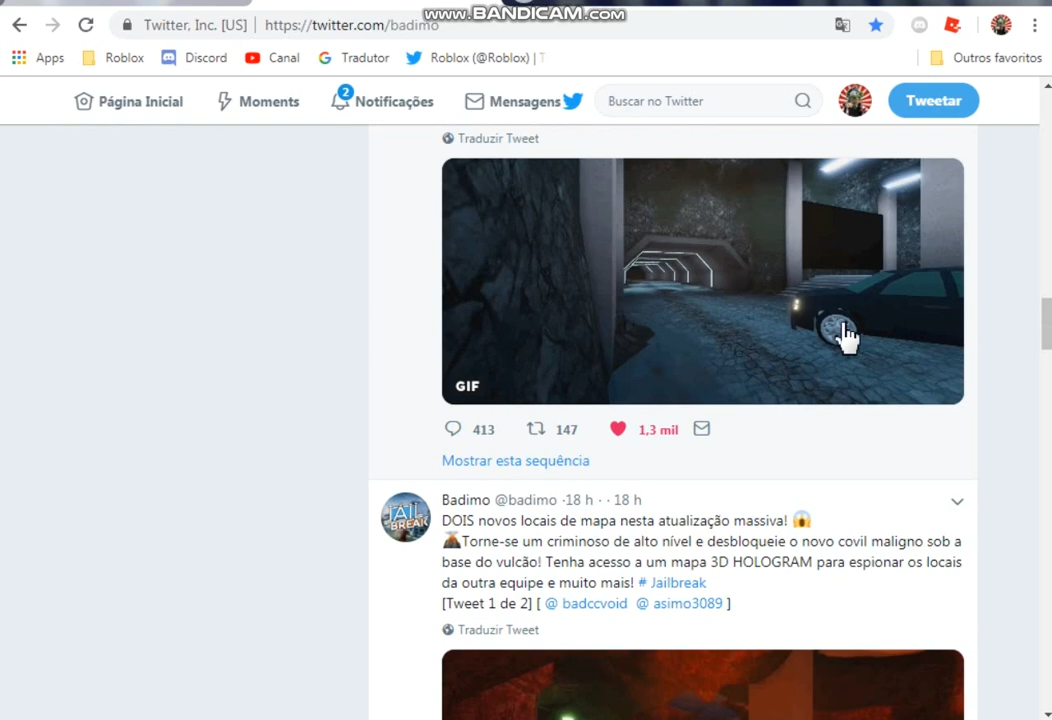 www.BANDICAM.com
Twitter, Inc. [US] https://twitter.com/badimo
Apps Roblox Discord Canal Tradutor Roblox (@Roblox) | T Outros favoritos
Página Inicial Moments 2 Notificações Mensagens Buscar no Twitter Tweetar
Traduzir Tweet
GIF
413 147 1,3 mil
Mostrar esta sequência
Badimo @badimo ·18 h · · 18 h
DOIS novos locais de mapa nesta atualização massiva! 😱
🌋Torne-se um criminoso de alto nível e desbloqueie o novo covil maligno sob a
base do vulcão! Tenha acesso a um mapa 3D HOLOGRAM para espionar os locais
da outra equipe e muito mais! # Jailbreak
[Tweet 1 de 2] [ @ badccvoid @ asimo3089 ]
Traduzir Tweet
JAIL
BREAK